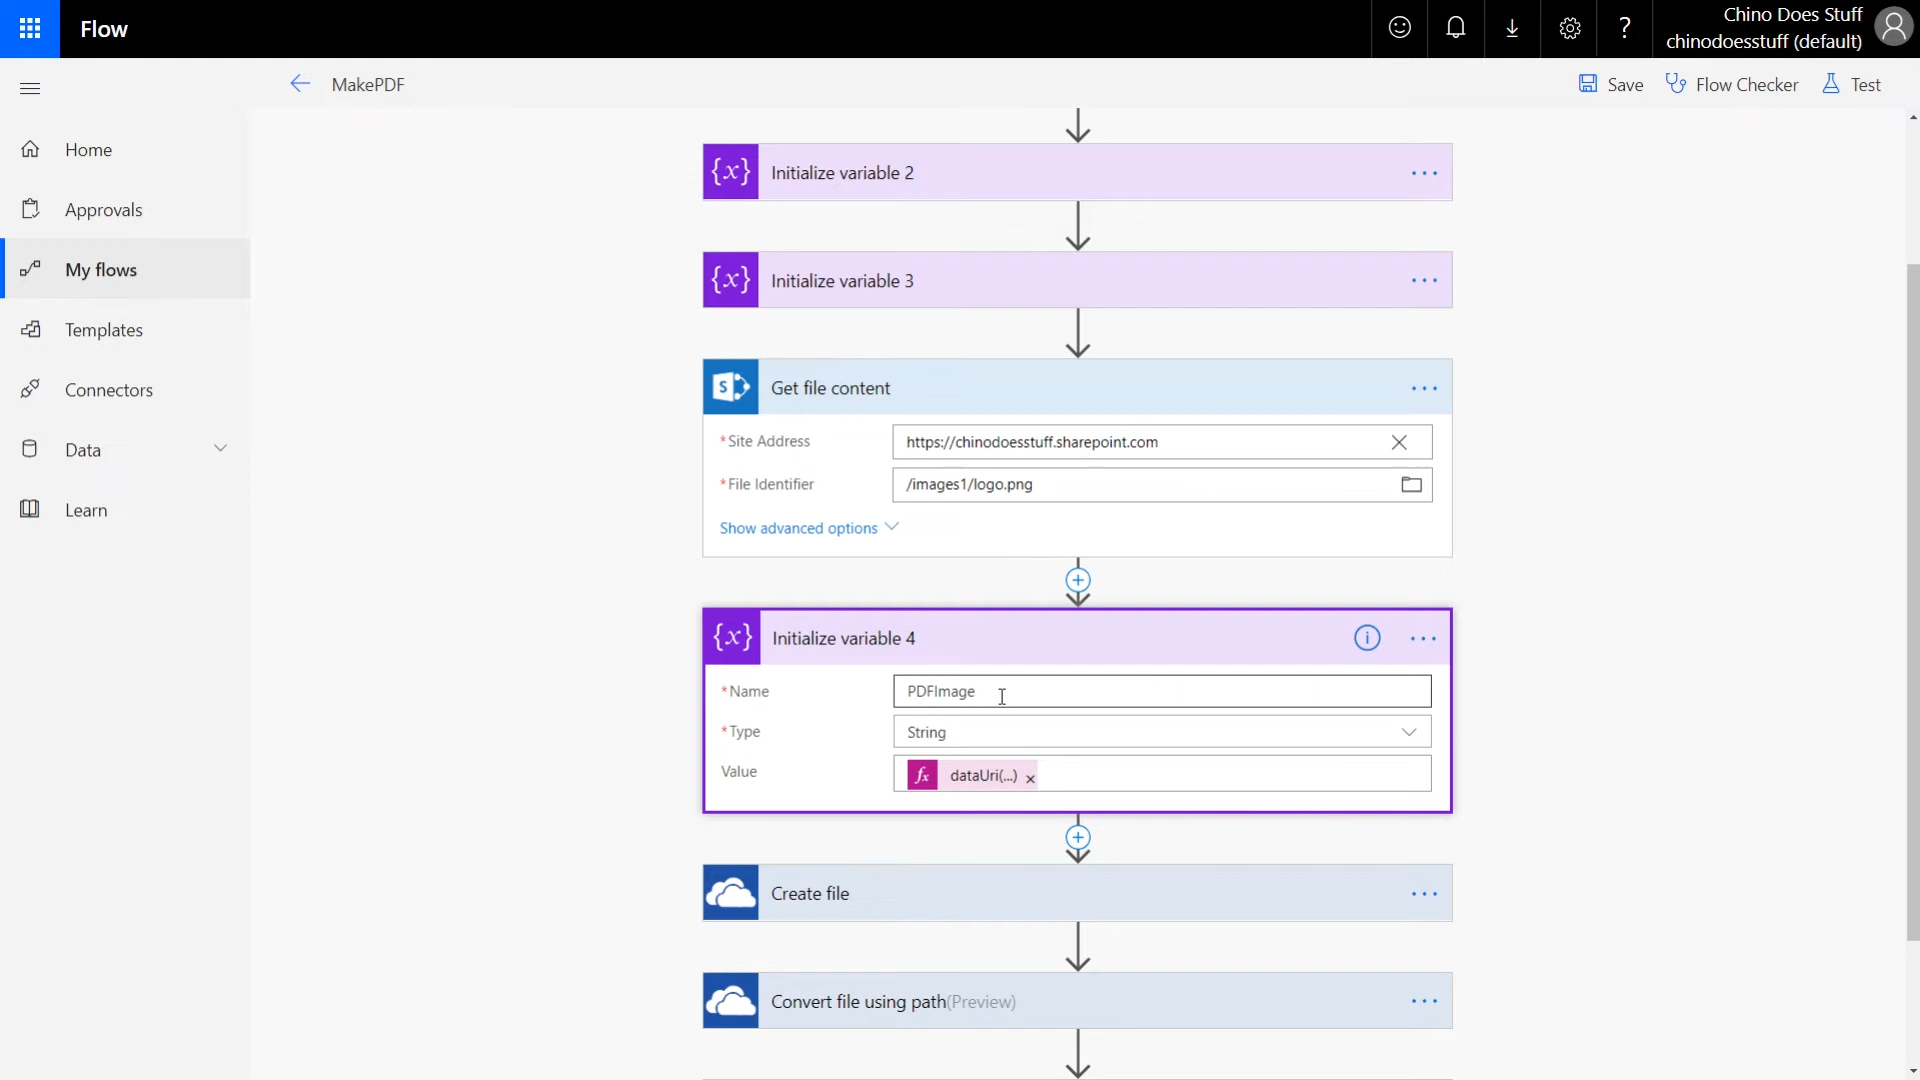 Flow
?
Chino Does Stuff
chinodoesstuff (default)
MakePDF
Save
Flow Checker
Test
Home
Approvals
My flows
Templates
Connectors
Data
Learn
{x} Initialize variable 2
{x} Initialize variable 3
S Get file content
*Site Address https://chinodoesstuff.sharepoint.com
*File Identifier /images1/logo.png
Show advanced options
{x} Initialize variable 4
*Name PDFImage
*Type String
Value fx dataUri(...) ×
Create file
Convert file using path(Preview)